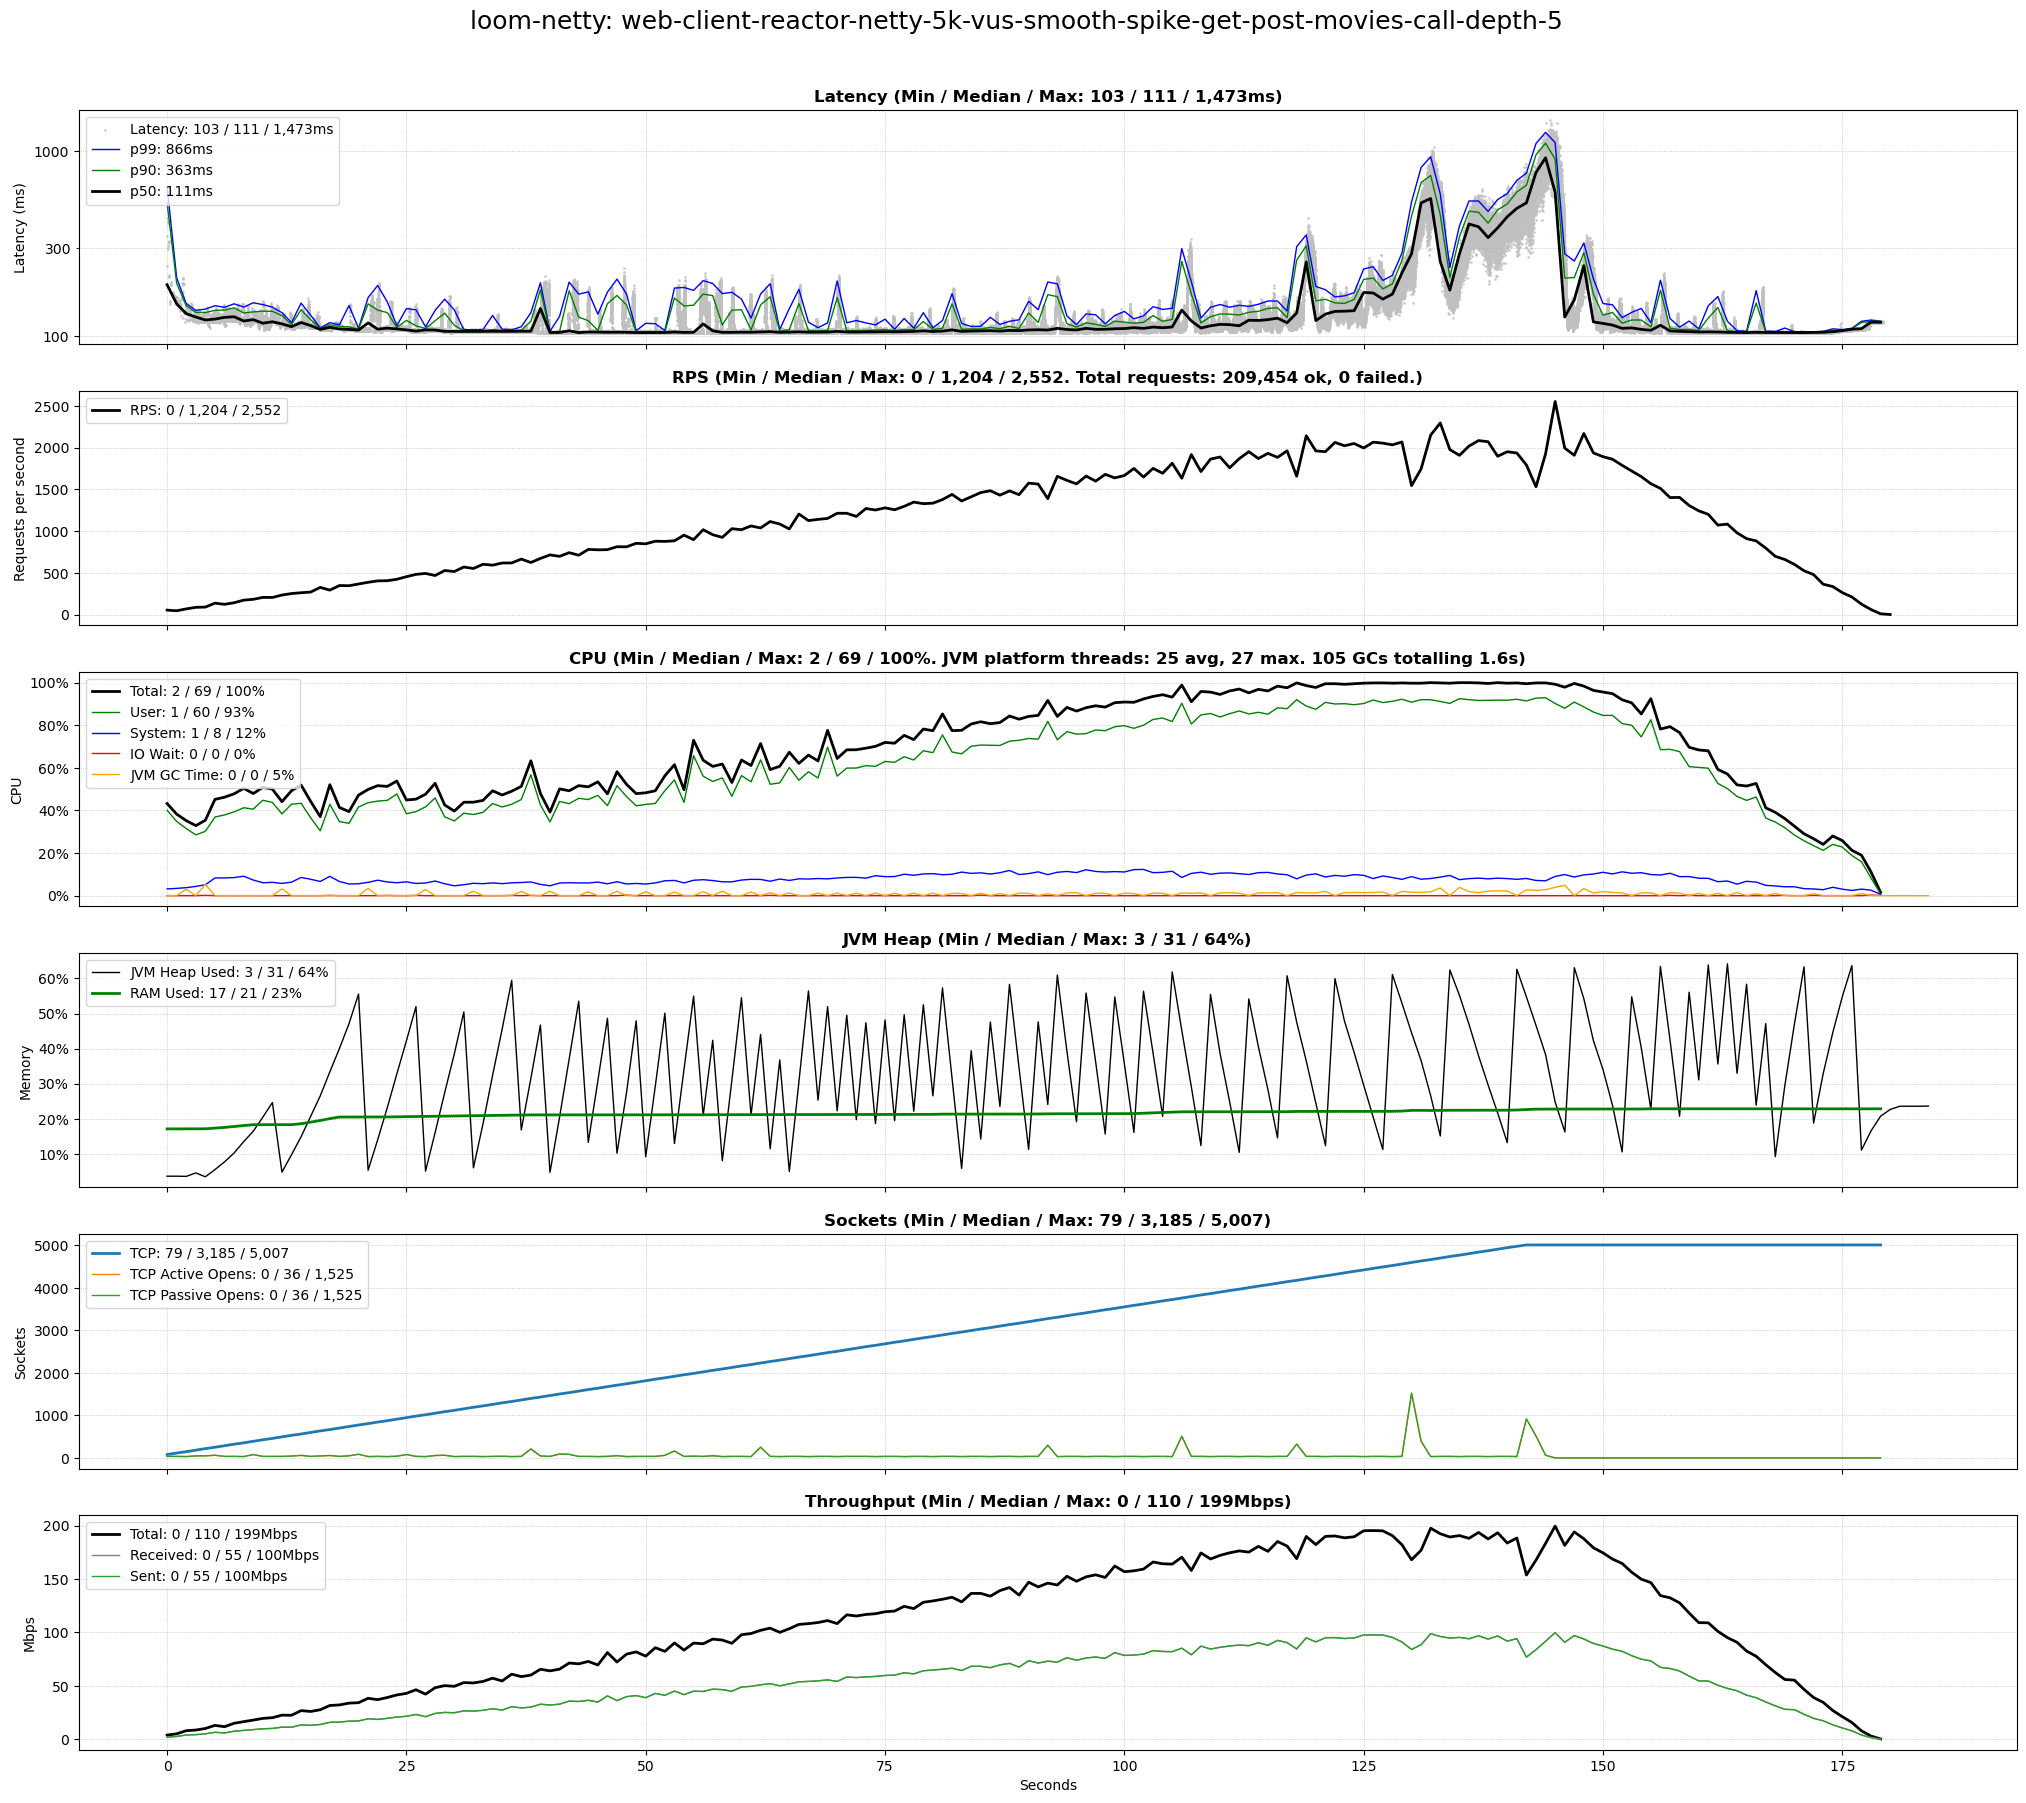 loom-netty: web-client-reactor-netty-5k-vus-smooth-spike-get-post-movies-call-depth-5
Latency (Min / Median / Max: 103 / 111 / 1,473ms)
Latency: 103 / 111 / 1,473ms
p99: 866ms
p90: 363ms
p50: 111ms
Latency (ms)
1000
300
100
RPS (Min / Median / Max: 0 / 1,204 / 2,552. Total requests: 209,454 ok, 0 failed.)
RPS: 0 / 1,204 / 2,552
Requests per second
2500
2000
1500
1000
500
0
CPU (Min / Median / Max: 2 / 69 / 100%. JVM platform threads: 25 avg, 27 max. 105 GCs totalling 1.6s)
Total: 2 / 69 / 100%
User: 1 / 60 / 93%
System: 1 / 8 / 12%
IO Wait: 0 / 0 / 0%
JVM GC Time: 0 / 0 / 5%
CPU
100%
80%
60%
40%
20%
0%
JVM Heap (Min / Median / Max: 3 / 31 / 64%)
JVM Heap Used: 3 / 31 / 64%
RAM Used: 17 / 21 / 23%
Memory
60%
50%
40%
30%
20%
10%
Sockets (Min / Median / Max: 79 / 3,185 / 5,007)
TCP: 79 / 3,185 / 5,007
TCP Active Opens: 0 / 36 / 1,525
TCP Passive Opens: 0 / 36 / 1,525
Sockets
5000
4000
3000
2000
1000
0
Throughput (Min / Median / Max: 0 / 110 / 199Mbps)
Total: 0 / 110 / 199Mbps
Received: 0 / 55 / 100Mbps
Sent: 0 / 55 / 100Mbps
Mbps
200
150
100
50
0
0 25 50 75 100 125 150 175
Seconds